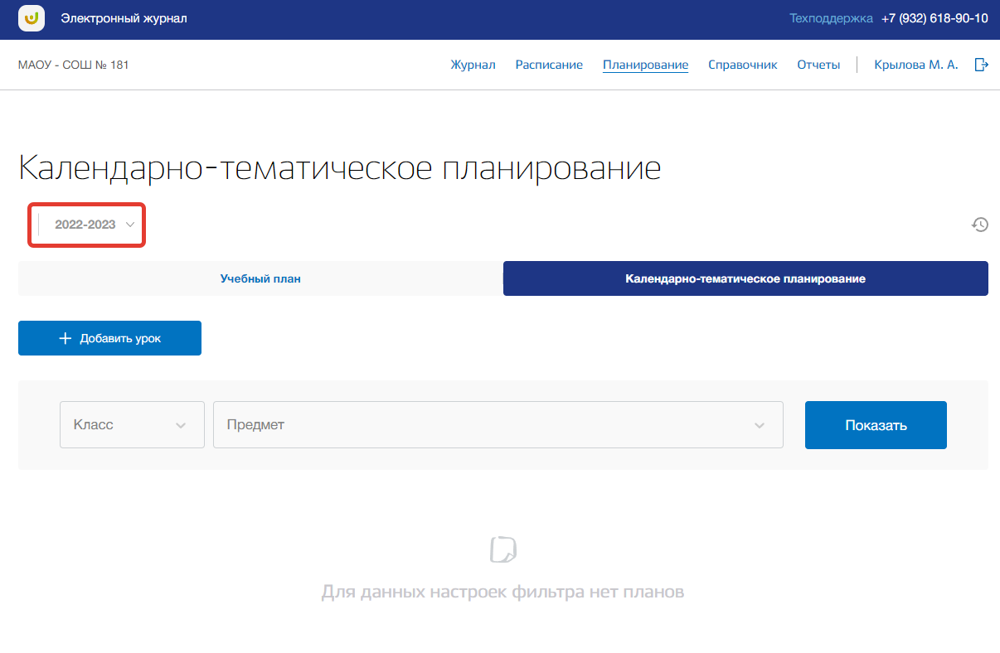 Электронный журнал
Техподдержка +7 (932) 618-90-10
МАОУ - СОШ № 181
Журнал Расписание Планирование Справочник Отчеты Крылова М. А.
Календарно-тематическое планирование
2022-2023
Учебный план
Календарно-тематическое планирование
Добавить урок
Класс
Предмет
Показать
Для данных настроек фильтра нет планов